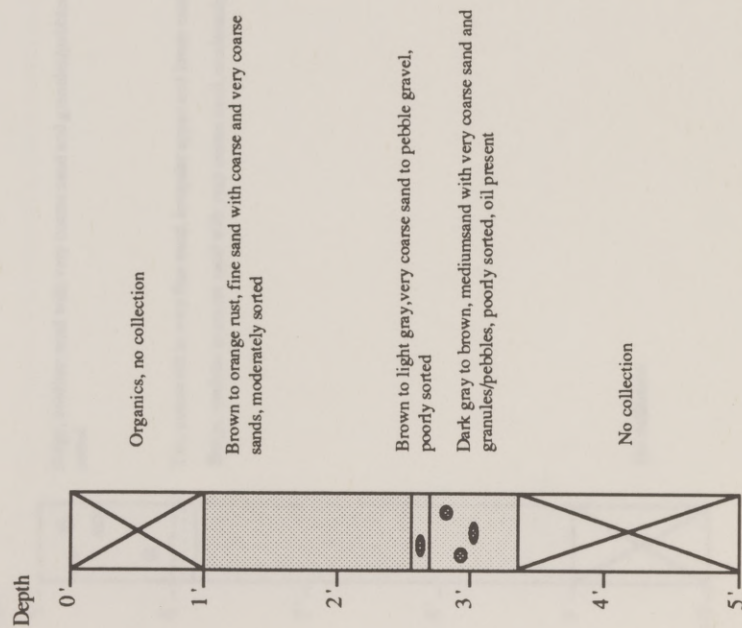 Depth
0'
1'
2'
3'
4'
5'
Organics, no collection
Brown to orange rust, fine sand with coarse and very coarse
sands, moderately sorted
Brown to light gray,very coarse sand to pebble gravel,
poorly sorted
Dark gray to brown, mediumsand with very coarse sand and
granules/pebbles, poorly sorted, oil present
No collection